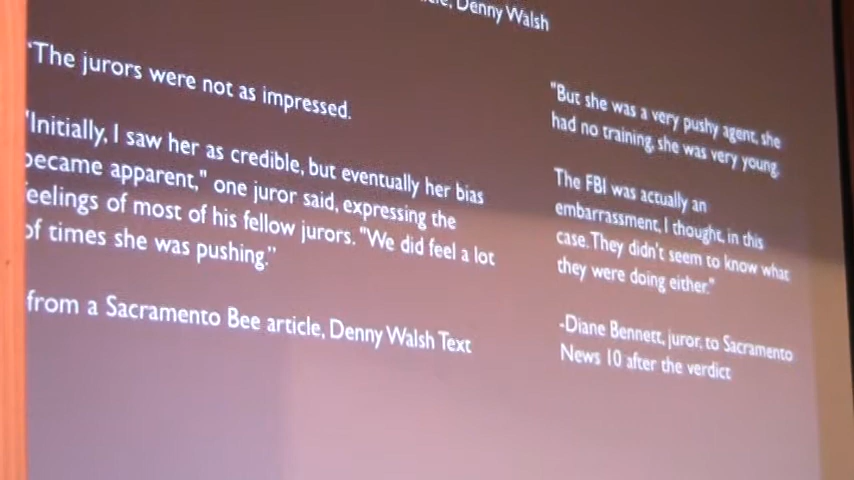 Denny Walsh
"The jurors were not as impressed.
"Initially, I saw her as credible, but eventually her bias
became apparent," one juror said, expressing the
feelings of most of his fellow jurors. "We did feel a lot
of times she was pushing."
from a Sacramento Bee article, Denny Walsh Text
"But she was a very pushy agent, she
had no training, she was very young.
The FBI was actually an
embarrassment, I thought, in this
case. They didn't seem to know what
they were doing either."
-Diane Bennett, juror, to Sacramento
News 10 after the verdict